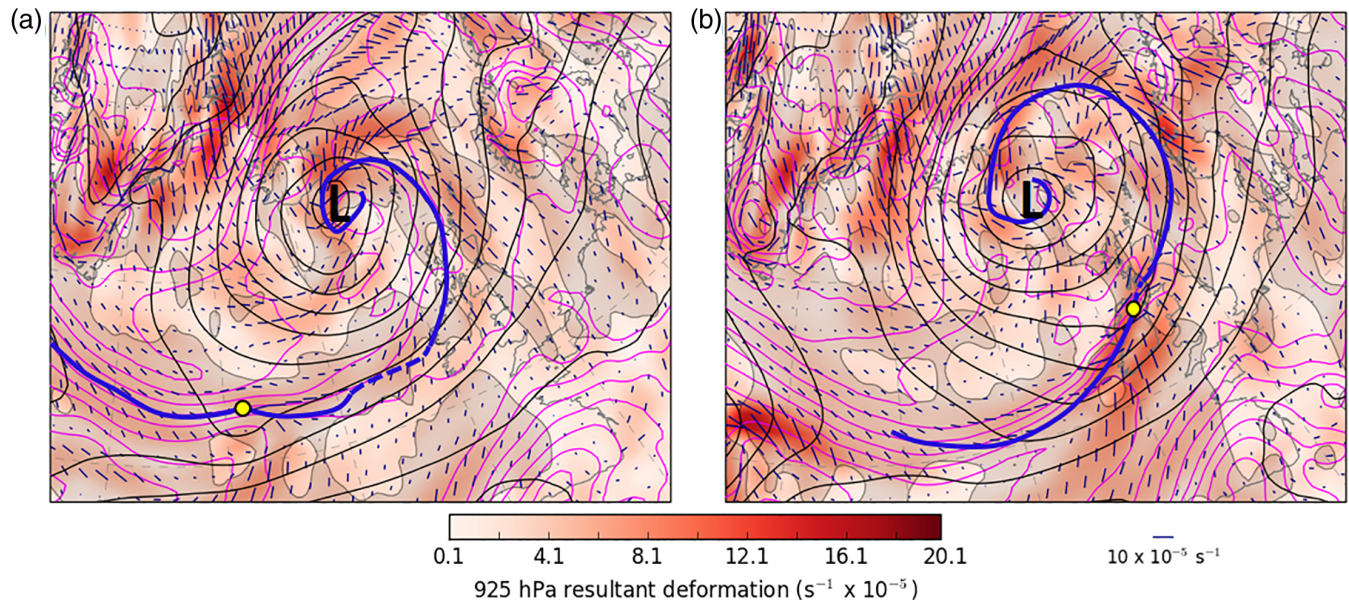 (a) (b)
L L
0.1 4.1 8.1 12.1 16.1 20.1 10 x 10⁻⁵ s⁻¹
925 hPa resultant deformation (s⁻¹ x 10⁻⁵)